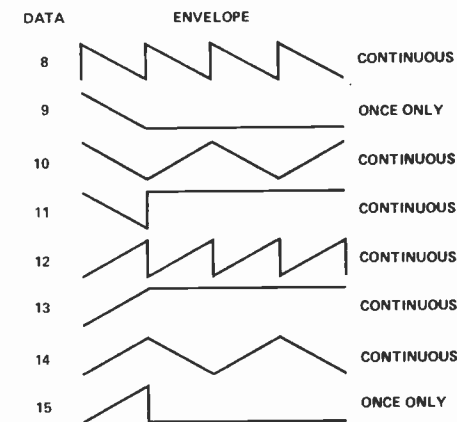 DATA ENVELOPE
8 CONTINUOUS
9 ONCE ONLY
10 CONTINUOUS
11 CONTINUOUS
12 CONTINUOUS
13 CONTINUOUS
14 CONTINUOUS
15 ONCE ONLY